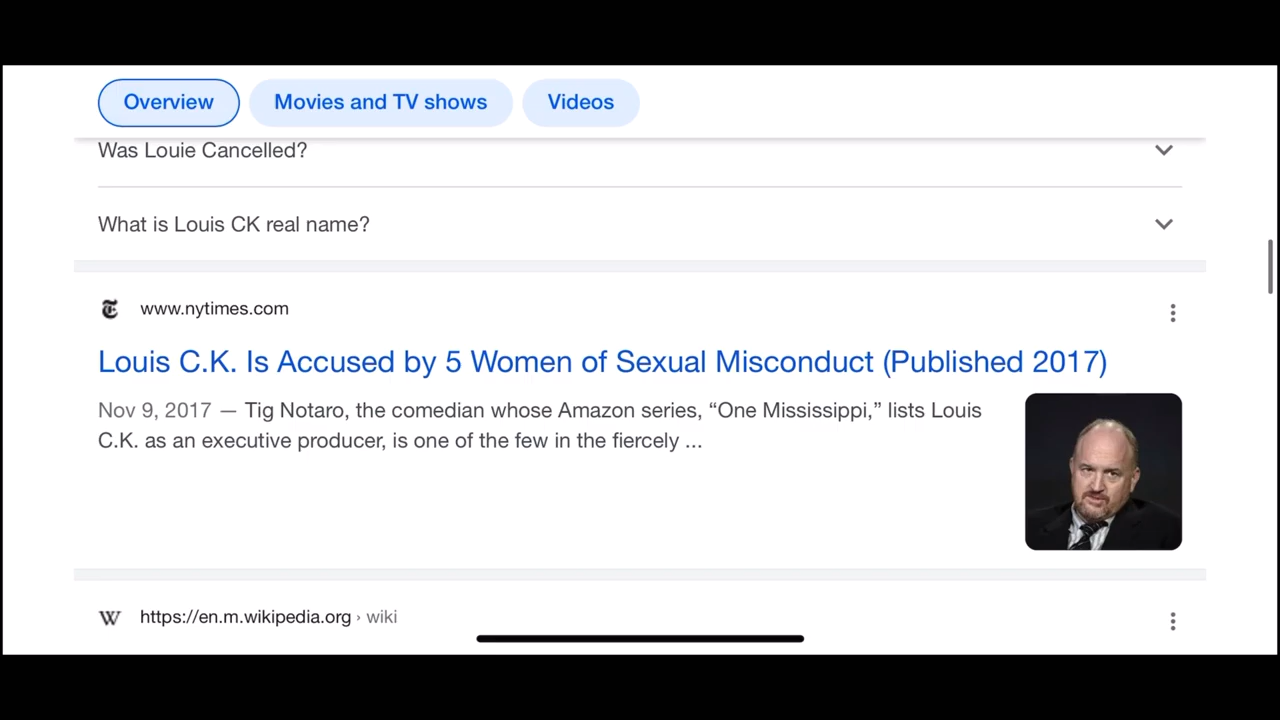 Overview Movies and TV shows Videos
Was Louie Cancelled?
What is Louis CK real name?
www.nytimes.com
Louis C.K. Is Accused by 5 Women of Sexual Misconduct (Published 2017)
Nov 9, 2017 — Tig Notaro, the comedian whose Amazon series, “One Mississippi,” lists Louis
C.K. as an executive producer, is one of the few in the fiercely ...
W https://en.m.wikipedia.org › wiki